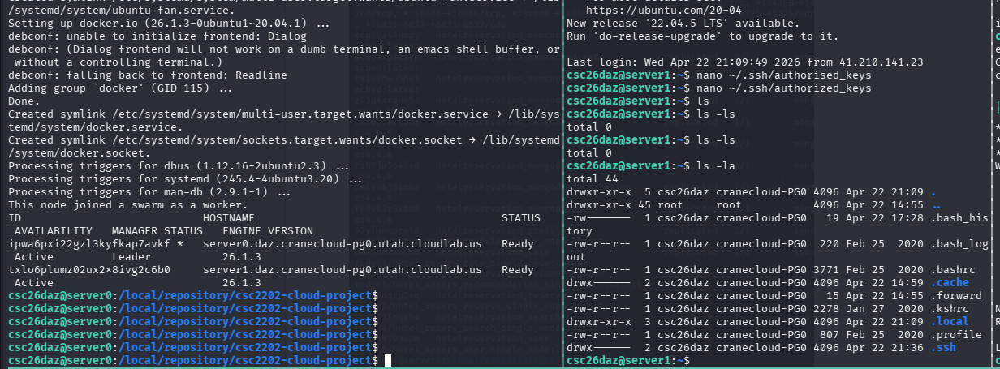 /systemd/system/ubuntu-fan.service.
Setting up docker.io (26.1.3-0ubuntu1~20.04.1) ...
debconf: unable to initialize frontend: Dialog
debconf: (Dialog frontend will not work on a dumb terminal, an emacs shell buffer, or
 without a controlling terminal.)
debconf: falling back to frontend: Readline
Adding group `docker' (GID 115) ...
Done.
Created symlink /etc/systemd/system/multi-user.target.wants/docker.service → /lib/sys
temd/system/docker.service.
Created symlink /etc/systemd/system/sockets.target.wants/docker.socket → /lib/systemd
/system/docker.socket.
Processing triggers for dbus (1.12.16-2ubuntu2.3) ...
Processing triggers for systemd (245.4-4ubuntu3.20) ...
Processing triggers for man-db (2.9.1-1) ...
This node joined a swarm as a worker.
ID                            HOSTNAME                                      STATUS
 AVAILABILITY   MANAGER STATUS   ENGINE VERSION
ipwa6pxi22gzl3kyfkap7avkf *   server0.daz.cranecloud-pg0.utah.cloudlab.us   Ready
 Active         Leader           26.1.3
txlo6plumz02ux2×8ivg2c6b0     server1.daz.cranecloud-pg0.utah.cloudlab.us   Ready
 Active                          26.1.3
csc26daz@server0:/local/repository/csc2202-cloud-project$
csc26daz@server0:/local/repository/csc2202-cloud-project$
csc26daz@server0:/local/repository/csc2202-cloud-project$
csc26daz@server0:/local/repository/csc2202-cloud-project$
csc26daz@server0:/local/repository/csc2202-cloud-project$
csc26daz@server0:/local/repository/csc2202-cloud-project$
https://ubuntu.com/20-04
New release '22.04.5 LTS' available.
Run 'do-release-upgrade' to upgrade to it.
Last login: Wed Apr 22 21:09:49 2026 from 41.210.141.23
csc26daz@server1:~$ nano ~/.ssh/authorised_keys
csc26daz@server1:~$ nano ~/.ssh/authorized_keys
csc26daz@server1:~$ ls
csc26daz@server1:~$ ls -ls
total 0
csc26daz@server1:~$ ls -ls
total 0
csc26daz@server1:~$ ls -la
total 44
drwxr-xr-x  5 csc26daz cranecloud-PG0 4096 Apr 22 21:09 .
drwxr-xr-x 45 root     root           4096 Apr 22 14:55 ..
-rw-------  1 csc26daz cranecloud-PG0   19 Apr 22 17:28 .bash_his
tory
-rw-r--r--  1 csc26daz cranecloud-PG0  220 Feb 25  2020 .bash_log
out
-rw-r--r--  1 csc26daz cranecloud-PG0 3771 Feb 25  2020 .bashrc
drwx------  2 csc26daz cranecloud-PG0 4096 Apr 22 14:59 .cache
-rw-r--r--  1 csc26daz cranecloud-PG0   15 Apr 22 14:55 .forward
-rw-r--r--  1 csc26daz cranecloud-PG0 2278 Jan 27  2020 .kshrc
drwxr-xr-x  3 csc26daz cranecloud-PG0 4096 Apr 22 21:09 .local
-rw-r--r--  1 csc26daz cranecloud-PG0  807 Feb 25  2020 .profile
drwx------  2 csc26daz cranecloud-PG0 4096 Apr 22 21:36 .ssh
csc26daz@server1:~$